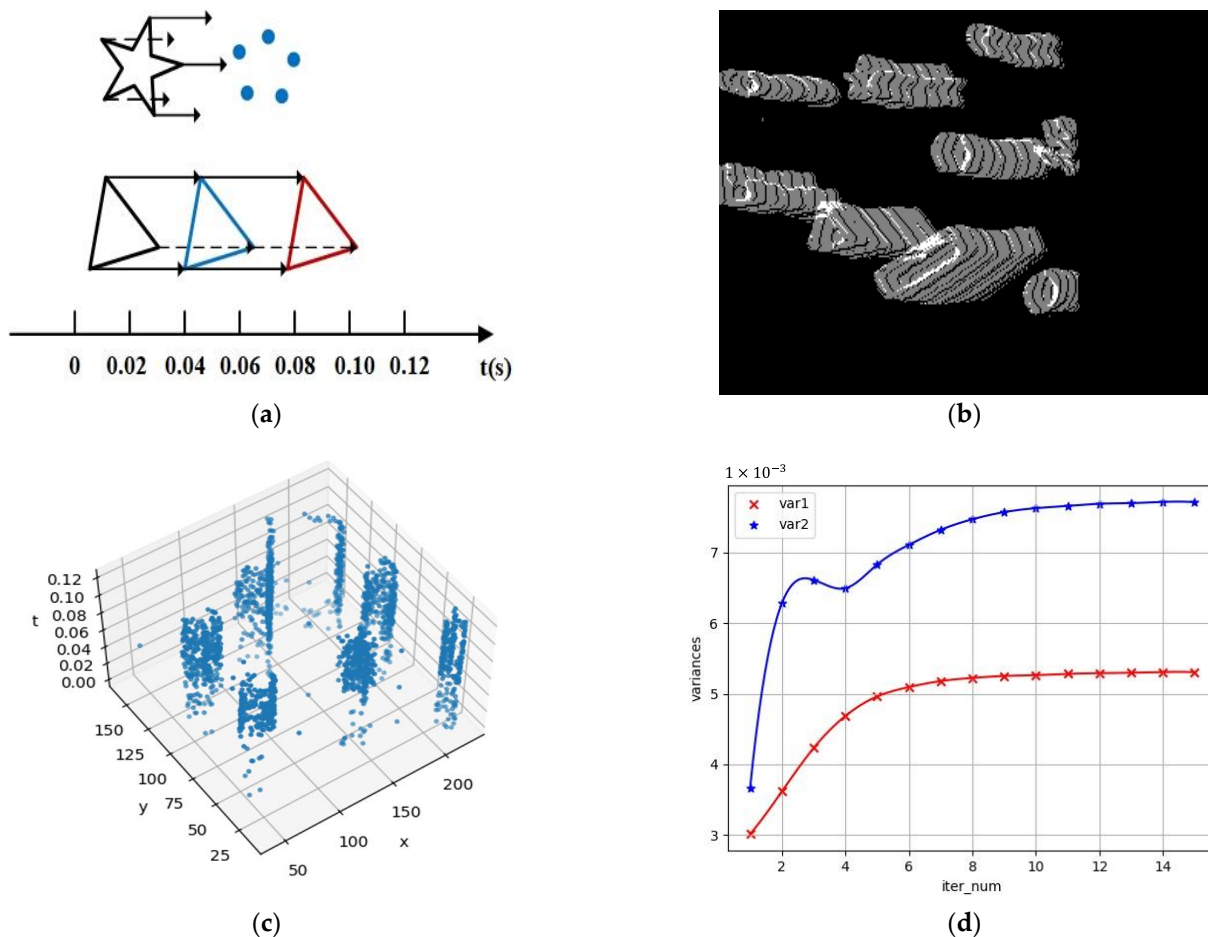 0 0.02 0.04 0.06 0.08 0.10 0.12 t(s)
(a)
(b)
0.12
0.10
0.08
0.06
0.04
0.02
0.00
t
150
125
100
75
50
25
y
50
100
150
200
x
(c)
1 × 10⁻³
var1
var2
7
6
5
4
3
variances
2 4 6 8 10 12 14
iter_num
(d)